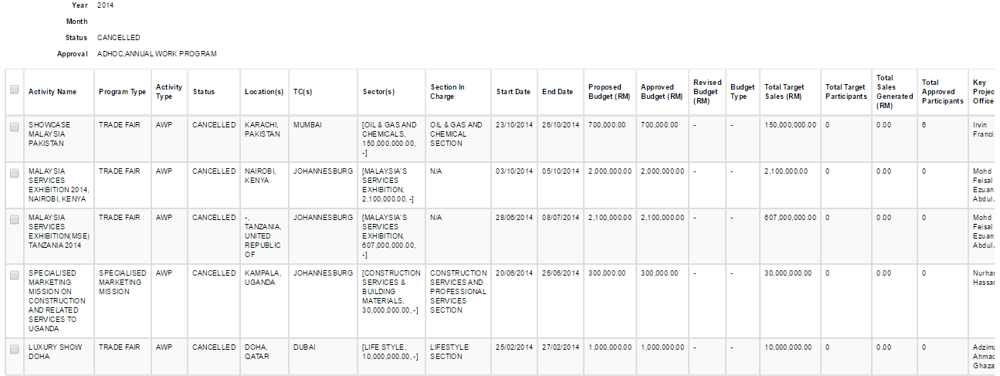 Year 2014
Month
Status CANCELLED
Approval ADHOC,ANNUAL WORK PROGRAM
Activity Name Program Type Activity Type Status Location(s) TC(s) Sector(s) Section In Charge Start Date End Date Proposed Budget (RM) Approved Budget (RM) Revised Budget (RM) Budget Type Total Target Sales (RM) Total Target Participants Total Sales Generated (RM) Total Approved Participants Key Projec Office
SHOWCASE MALAYSIA PAKISTAN TRADE FAIR AWP CANCELLED KARACHI, PAKISTAN MUMBAI [OIL & GAS AND CHEMICALS, 150,000,000.00, -] OIL & GAS AND CHEMICAL SECTION 23/10/2014 26/10/2014 700,000.00 700,000.00 - - 150,000,000.00 0 0.00 6 Irvin Franci
MALAYSIA SERVICES EXHIBITION 2014, NAIROBI, KENYA TRADE FAIR AWP CANCELLED NAIROBI, KENYA JOHANNESBURG [MALAYSIA'S SERVICES EXHIBITION, 2,100,000.00, -] N/A 03/10/2014 05/10/2014 2,000,000.00 2,000,000.00 - - 2,100,000.00 0 0.00 0 Mohd Feisal Ezuan Abdul
MALAYSIA SERVICES EXHIBITION(MSE) TANZANIA 2014 TRADE FAIR AWP CANCELLED -, TANZANIA, UNITED REPUBLIC OF JOHANNESBURG [MALAYSIA'S SERVICES EXHIBITION, 607,000,000.00, -] N/A 28/06/2014 08/07/2014 2,100,000.00 2,100,000.00 - - 607,000,000.00 0 0.00 0 Mohd Feisal Ezuan Abdul
SPECIALISED MARKETING MISSION ON CONSTRUCTION AND RELATED SERVICES TO UGANDA SPECIALISED MARKETING MISSION AWP CANCELLED KAMPALA, UGANDA JOHANNESBURG [CONSTRUCTION SERVICES & BUILDING MATERIALS, 30,000,000.00, -] CONSTRUCTION SERVICES AND PROFESSIONAL SERVICES SECTION 20/06/2014 26/06/2014 300,000.00 300,000.00 - - 30,000,000.00 0 0.00 0 Nurha Hassa
LUXURY SHOW DOHA TRADE FAIR AWP CANCELLED DOHA, QATAR DUBAI [LIFE STYLE, 10,000,000.00, -] LIFESTYLE SECTION 25/02/2014 27/02/2014 1,000,000.00 1,000,000.00 - - 10,000,000.00 0 0.00 0 Adzim Ahmad Ghaza